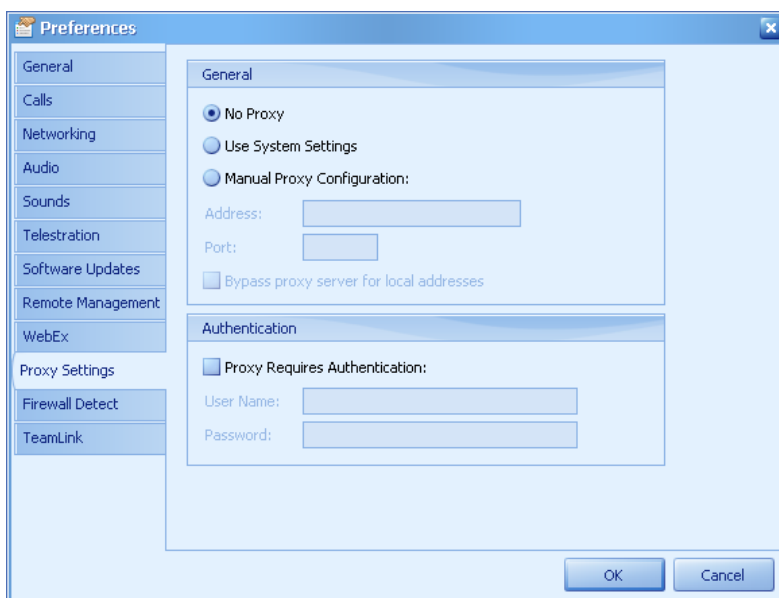 Preferences
General
Calls
Networking
Audio
Sounds
Telestration
Software Updates
Remote Management
WebEx
Proxy Settings
Firewall Detect
TeamLink
General
No Proxy
Use System Settings
Manual Proxy Configuration:
Address:
Port:
Bypass proxy server for local addresses
Authentication
Proxy Requires Authentication:
User Name:
Password:
OK
Cancel